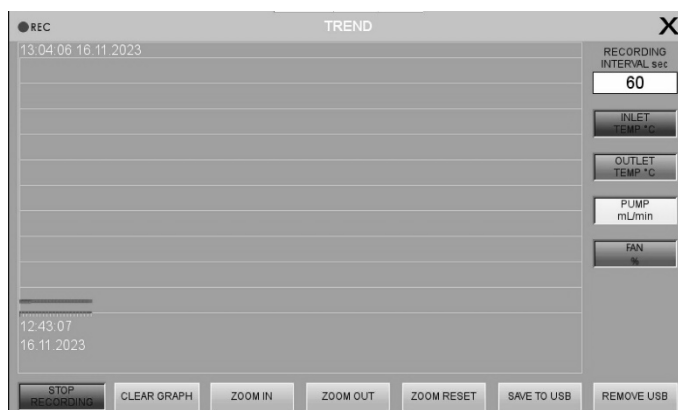 REC
TREND
X
13:04:06 16.11.2023
RECORDING
INTERVAL sec
60
INLET
TEMP °C
OUTLET
TEMP °C
PUMP
mL/min
FAN
%
12:43:07
16.11.2023
STOP
RECORDING
CLEAR GRAPH
ZOOM IN
ZOOM OUT
ZOOM RESET
SAVE TO USB
REMOVE USB